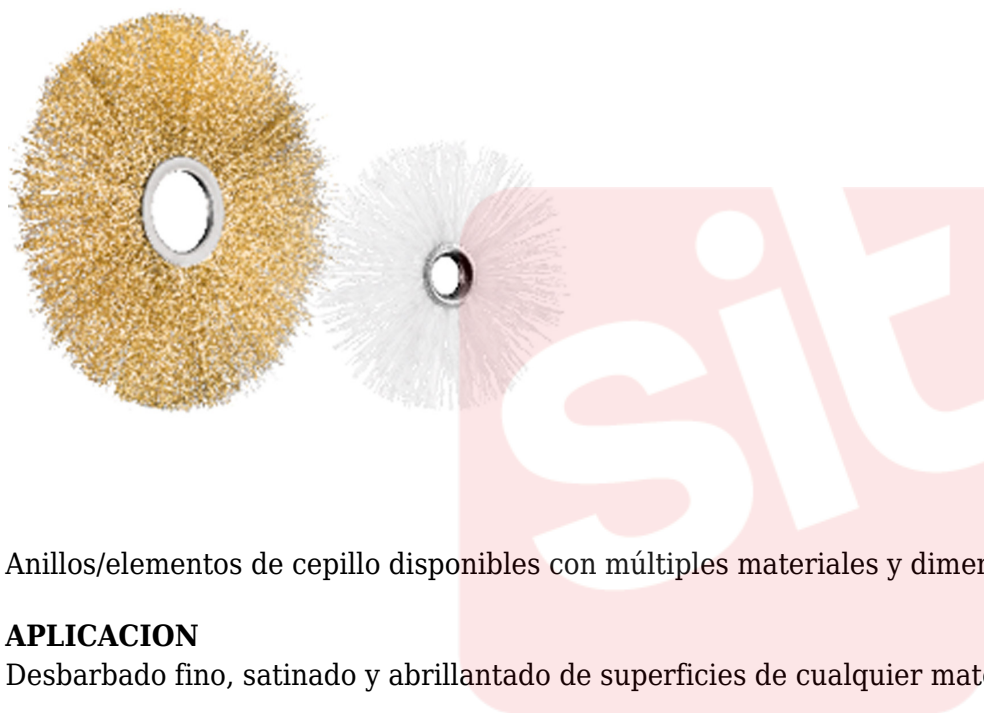 sit
Anillos/elementos de cepillo disponibles con múltiples materiales y
APLICACION
Desbarbado fino, satinado y abrillantado de superficies de cualquier